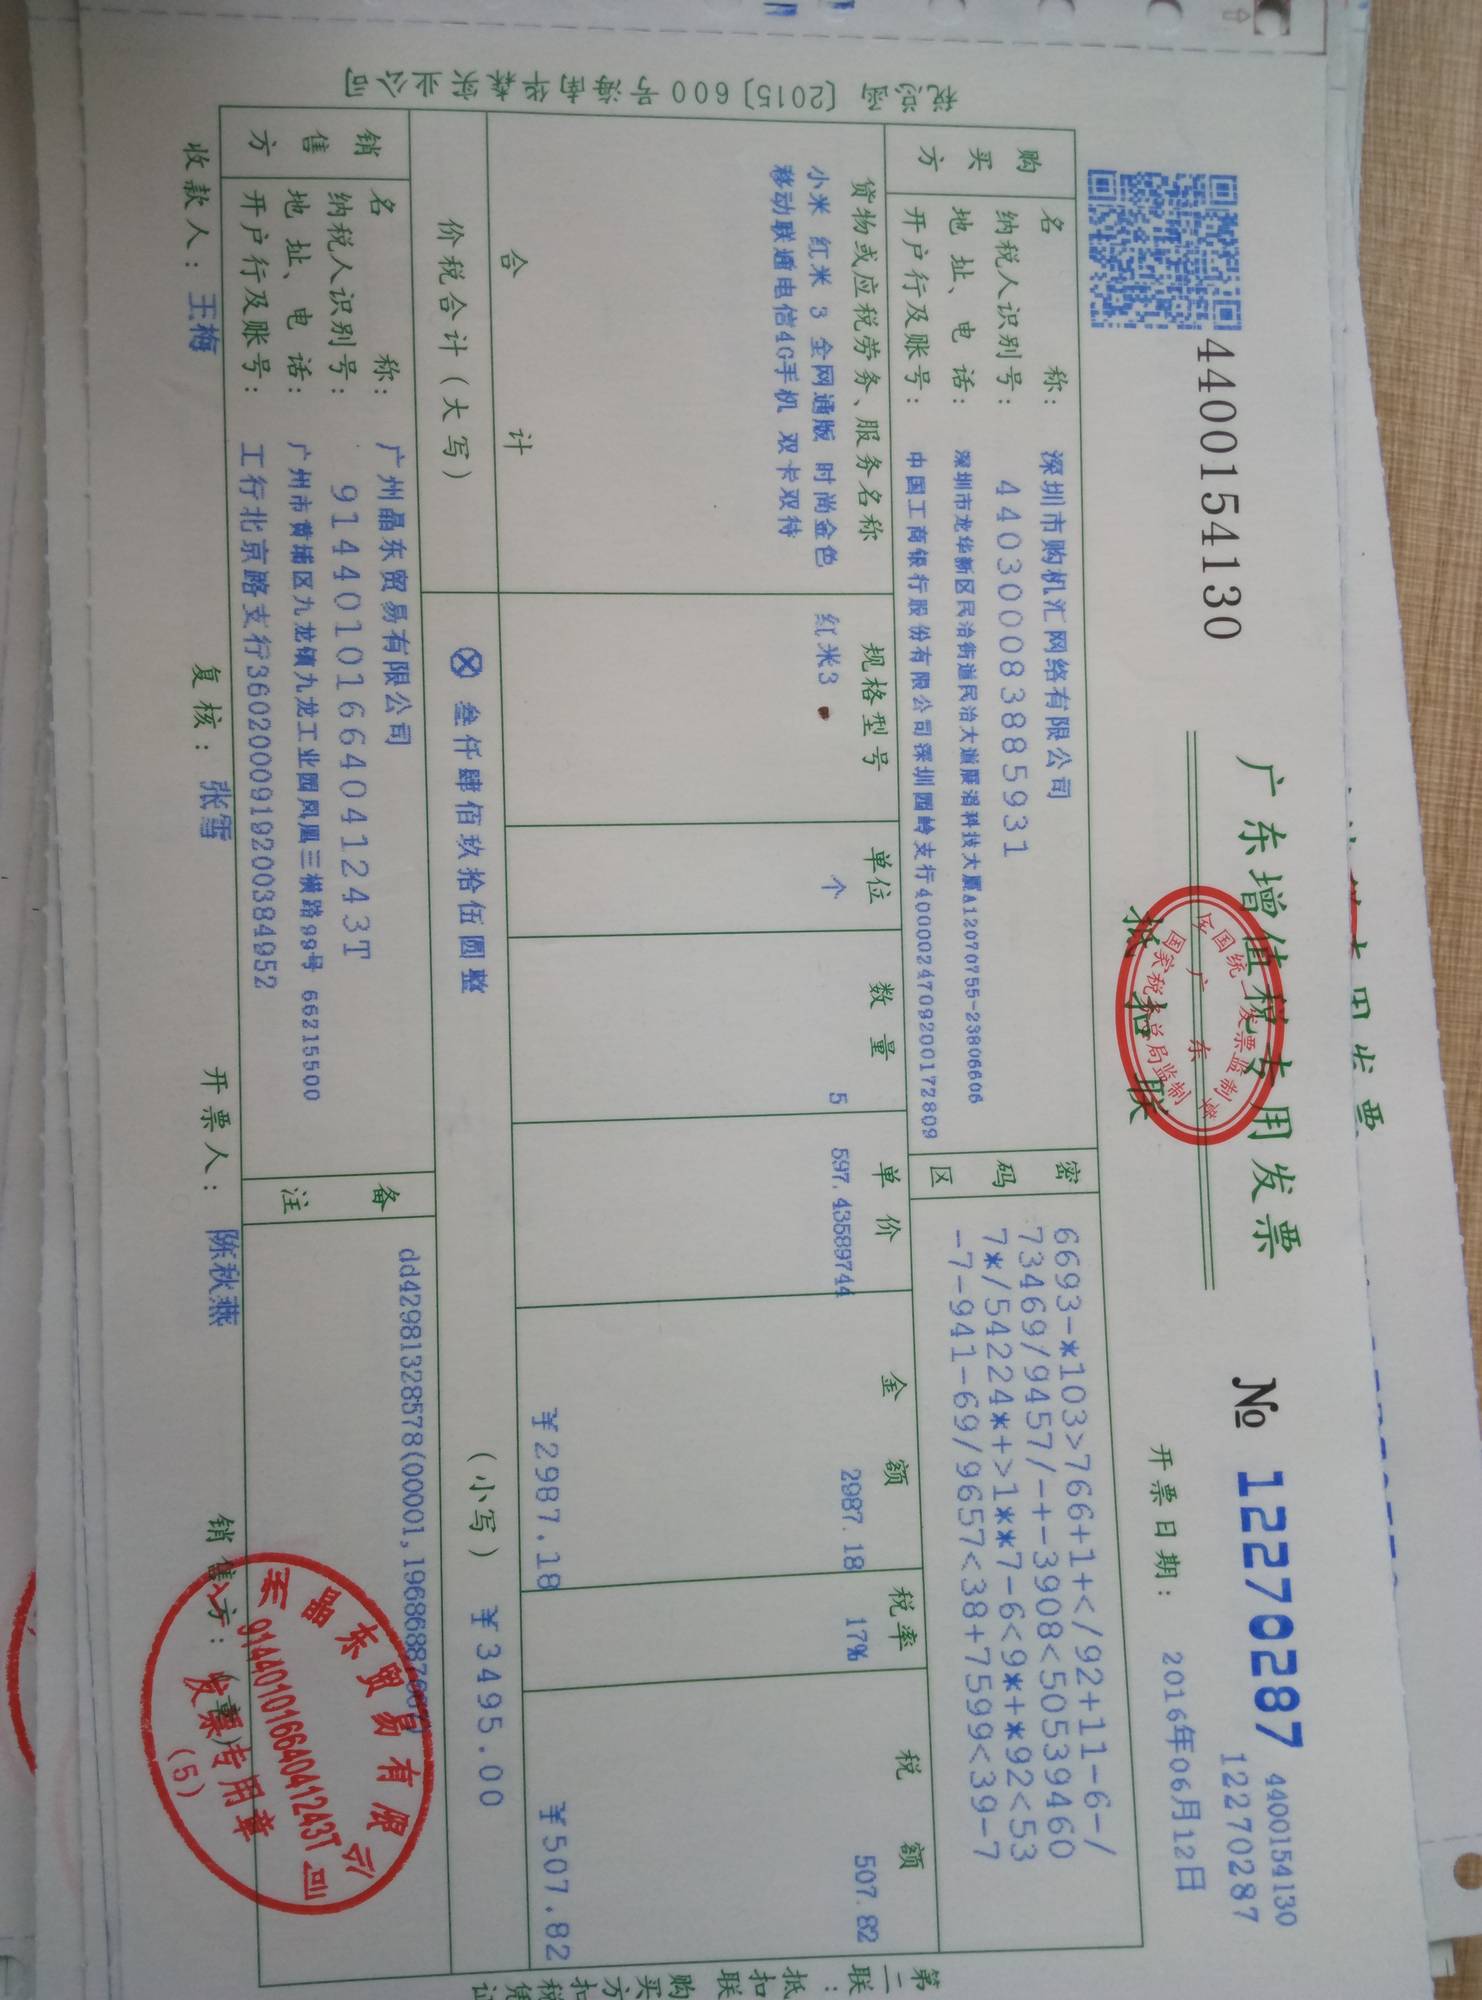 4400154130
广东增值税专用发票
抵扣联
全国统一发票监制章
广东
国家税务总局监制
№ 12270287
4400154130
12270287
开票日期： 2016年06月12日
税总函〔2015〕600号海南华森实业公司
购买方
名 称： 深圳市购机汇网络有限公司
纳税人识别号： 440300083885931
地 址、电 话： 深圳市龙华新区民治街道民治大道展滔科技大厦A1207 0755-23806606
开户行及账号： 中国工商银行股份有限公司深圳园岭支行4000024709200172809
密码区
6693-*103>766+1+</92+11-6-/
73469/9457/-+-3908<50539460
7*/54224*+>1**7-6<9*+*92<53
-7-941-69/9657<38+7599<39-7
货物或应税劳务、服务名称 规格型号 单位 数量 单价 金额 税率 税额
小米 红米 3 全网通版 时尚金色 红米3 个 5 597.43589744 2987.18 17% 507.82
移动联通电信4G手机 双卡双待
合计 ￥2987.18 ￥507.82
价税合计（大写） ⊗ 叁仟肆佰玖拾伍圆整 （小写） ￥3495.00
销售方
名 称： 广州晶东贸易有限公司
纳税人识别号： 91440101664041243T
地 址、电 话： 广州市黄埔区九龙镇九龙工业园凤凰三横路99号 66215500
开户行及账号： 工行北京路支行3602000919200384952
备注
dd42981328578(00001,19686887007)
收款人： 王梅 复核： 张雪 开票人： 陈秋燕 销售方：（章）
广州晶东贸易有限公司
91440101664041243T
发票专用章
(5)
第二联：抵扣联 购买方扣税凭证